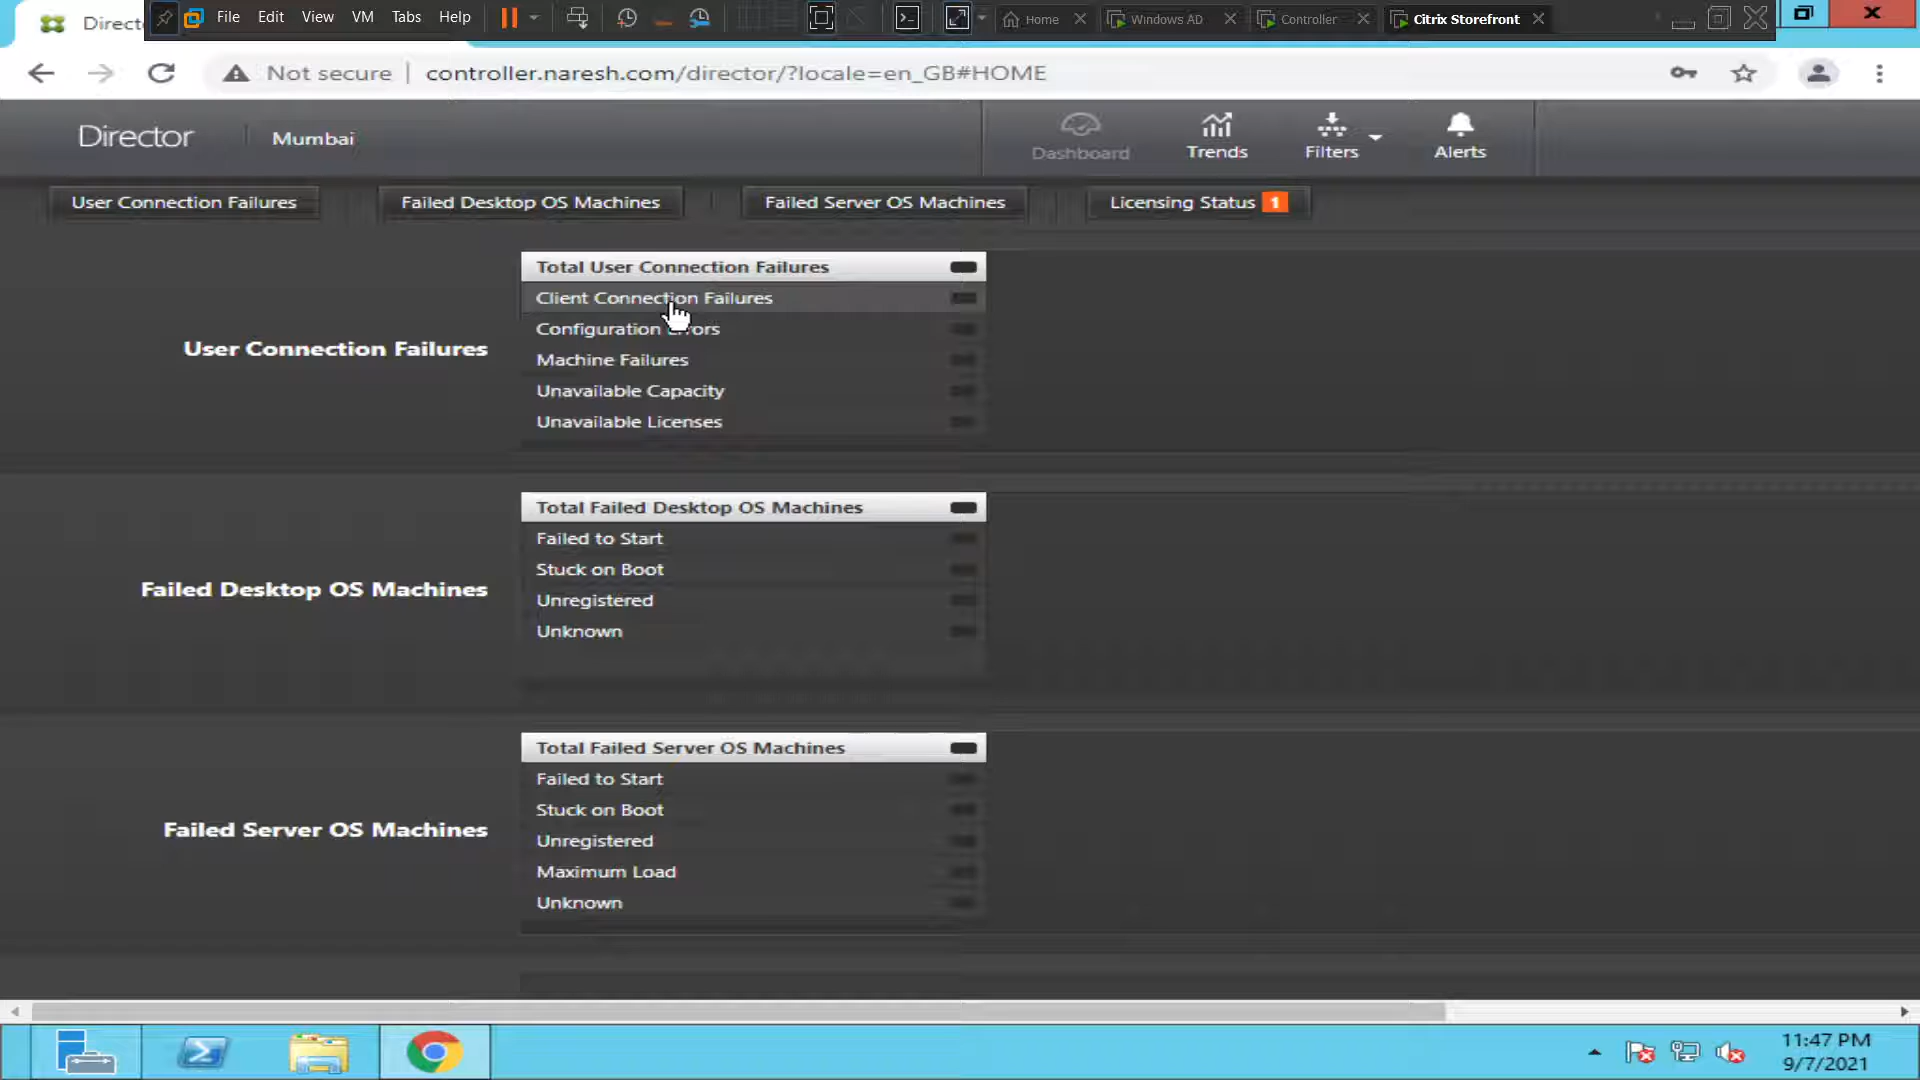 File Edit View VM Tabs Help Home Windows AD Controller Citrix Storefront
Not secure controller.naresh.com/director/?locale=en_GB#HOME
Director Mumbai Dashboard Trends Filters Alerts
User Connection Failures Failed Desktop OS Machines Failed Server OS Machines Licensing Status 1
User Connection Failures
Total User Connection Failures
Client Connection Failures
Configuration Errors
Machine Failures
Unavailable Capacity
Unavailable Licenses
Failed Desktop OS Machines
Total Failed Desktop OS Machines
Failed to Start
Stuck on Boot
Unregistered
Unknown
Failed Server OS Machines
Total Failed Server OS Machines
Failed to Start
Stuck on Boot
Unregistered
Maximum Load
Unknown
11:47 PM
9/7/2021